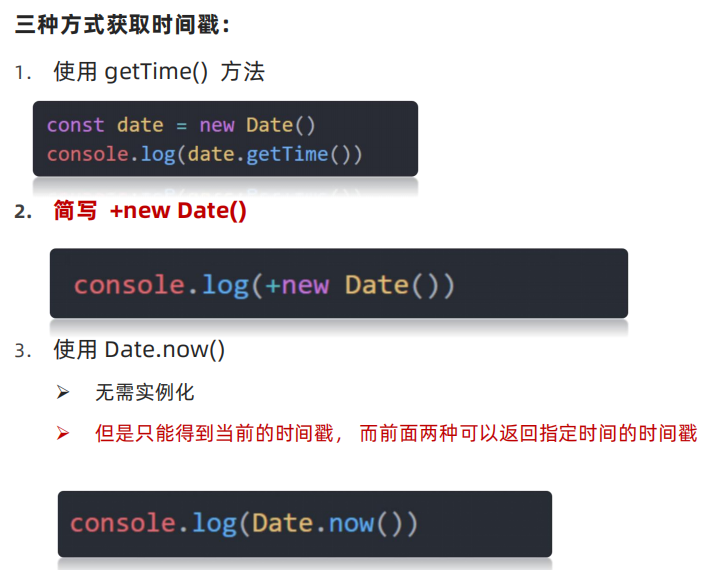 三种方式获取时间戳：
1. 使用 getTime() 方法
const date = new Date()
console.log(date.getTime())
2. 简写 +new Date()
console.log(+new Date())
3. 使用 Date.now()
➢ 无需实例化
➢ 但是只能得到当前的时间戳， 而前面两种可以返回指定时间的时间戳
console.log(Date.now())